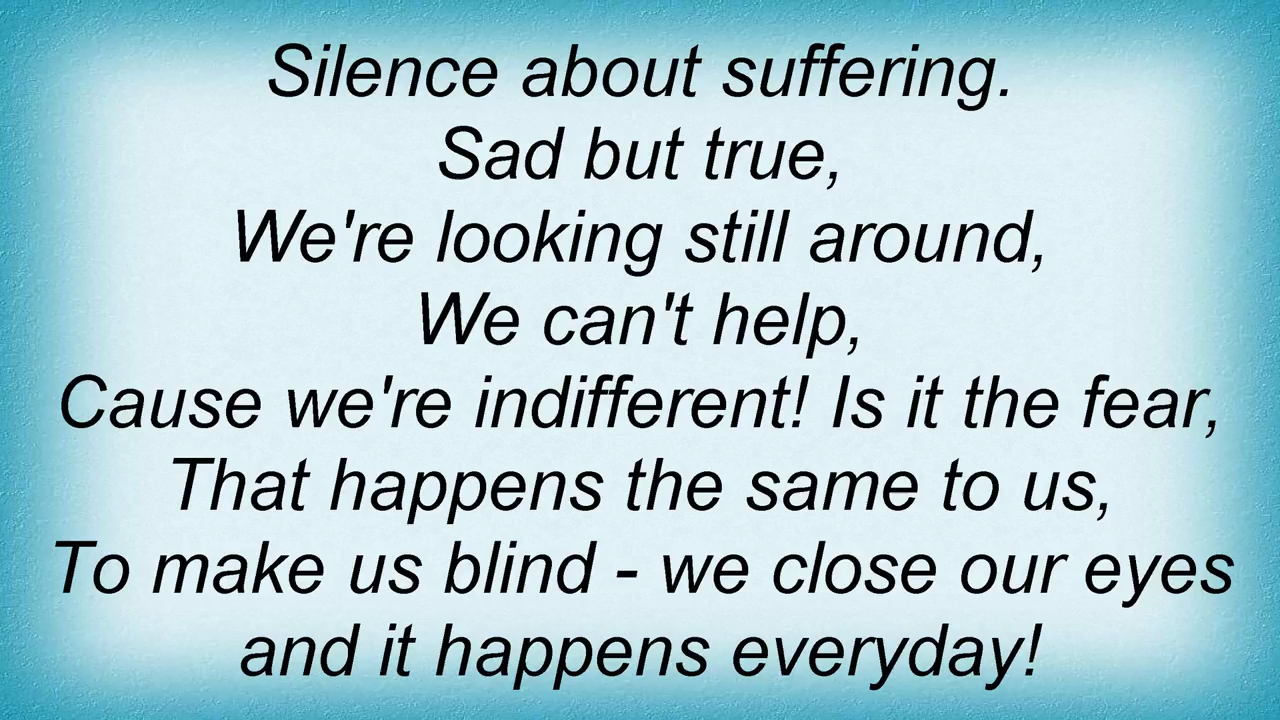 Silence about suffering.
Sad but true,
We're looking still around,
We can't help,
Cause we're indifferent! Is it the fear,
That happens the same to us,
To make us blind - we close our eyes
and it happens everyday!